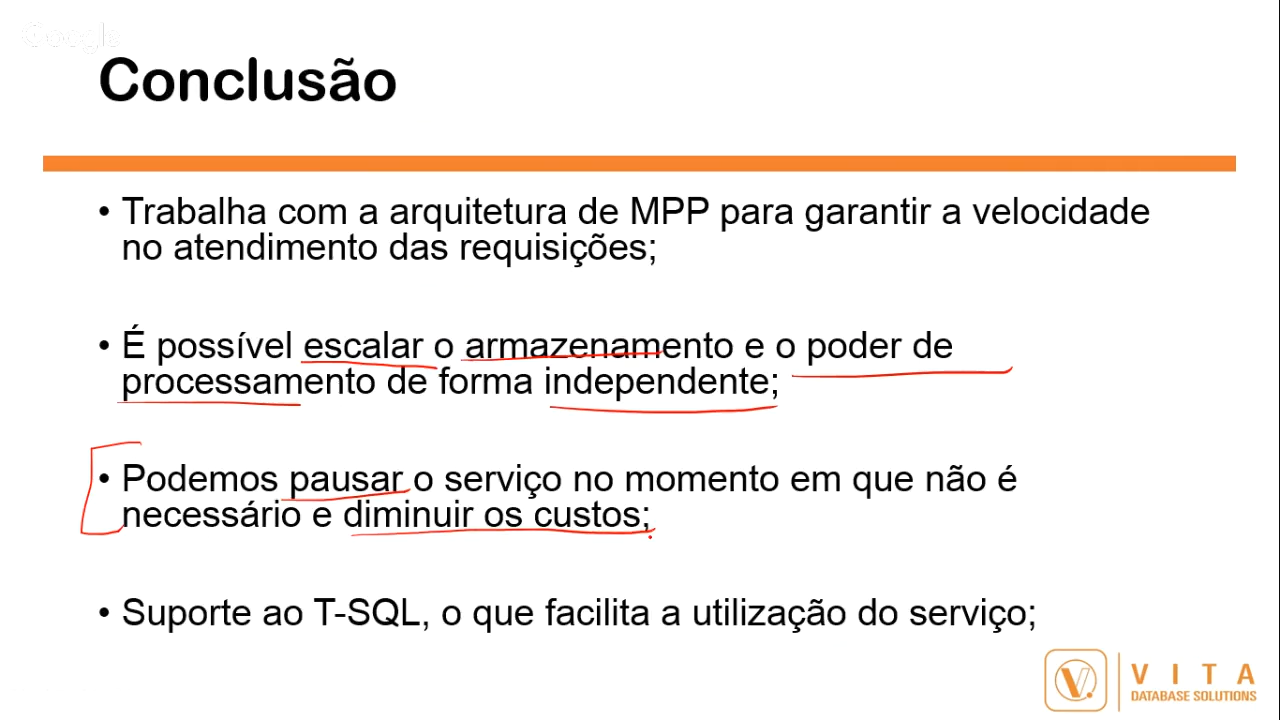 Google
Conclusão
• Trabalha com a arquitetura de MPP para garantir a velocidade
no atendimento das requisições;
• É possível escalar o armazenamento e o poder de
processamento de forma independente;
• Podemos pausar o serviço no momento em que não é
necessário e diminuir os custos;
• Suporte ao T-SQL, o que facilita a utilização do serviço;
VITA
DATABASE SOLUTIONS